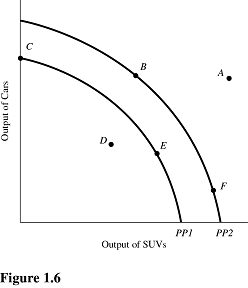 C
B
A
D
E
F
Output of Cars
PP1 PP2
Output of SUVs
Figure 1.6